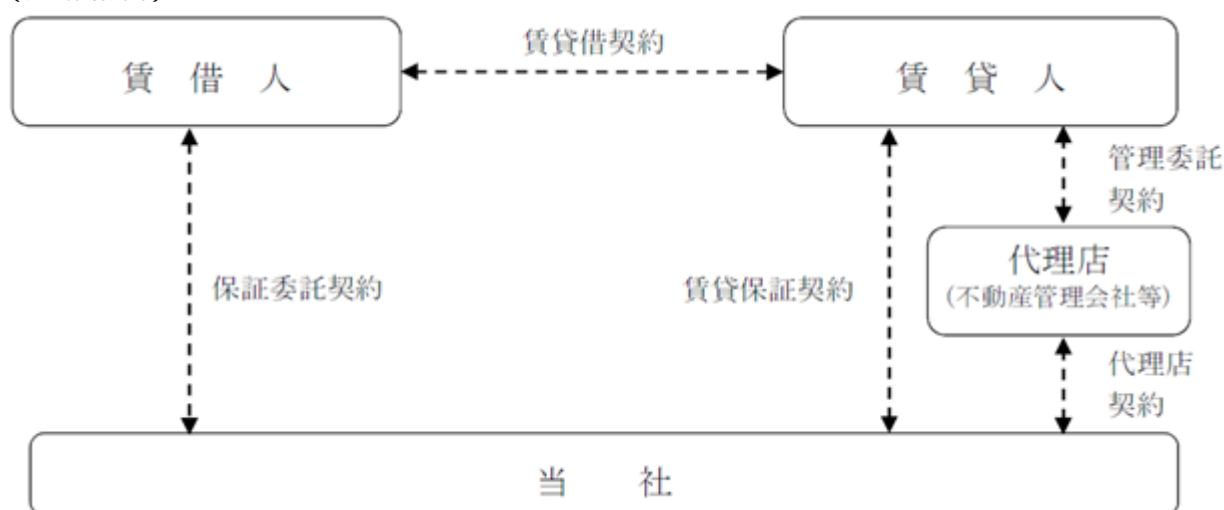 賃貸借契約
賃 借 人
賃 貸 人
管理委託
契約
代理店
(不動産管理会社等)
保証委託契約
賃貸保証契約
代理店
契約
当 社